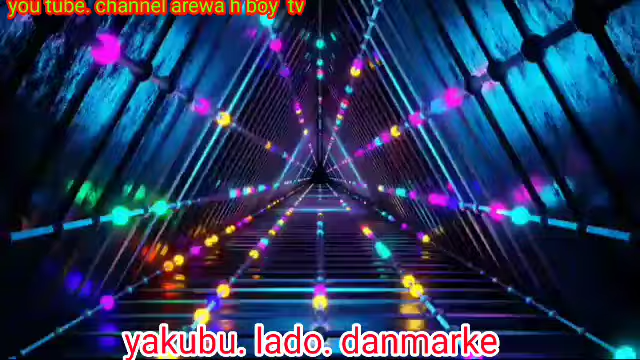 you tube. channel arewa h boy tv
yakubu. lado. danmarke